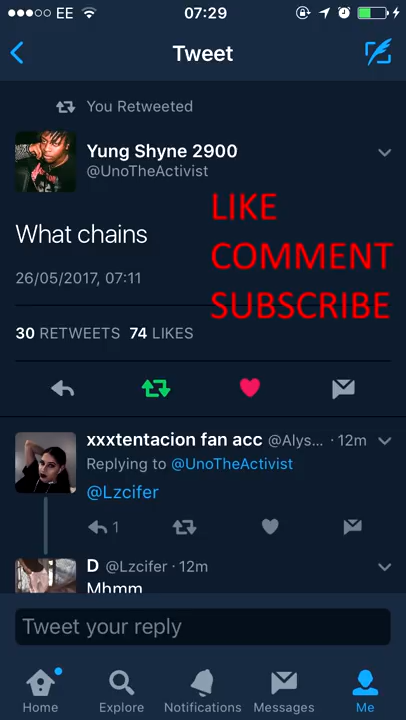 EE 07:29
Tweet
You Retweeted
Yung Shyne 2900
@UnoTheActivist
LIKE
What chains
COMMENT
26/05/2017, 07:11
SUBSCRIBE
30 RETWEETS 74 LIKES
xxxtentacion fan acc @Alys... · 12m
Replying to @UnoTheActivist
@Lzcifer
1
D @Lzcifer · 12m
Mhmm
Tweet your reply
Home Explore Notifications Messages Me